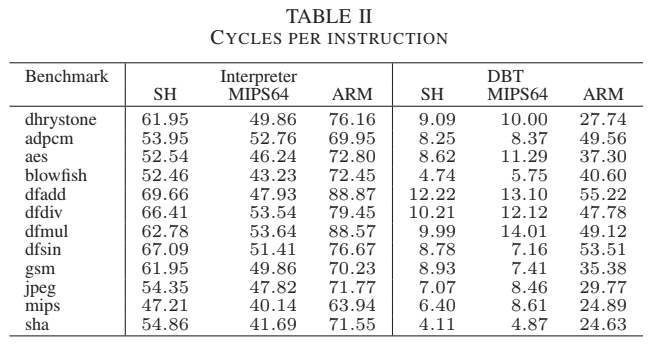 TABLE II
CYCLES PER INSTRUCTION
Benchmark Interpreter DBT
SH MIPS64 ARM SH MIPS64 ARM
dhrystone 61.95 49.86 76.16 9.09 10.00 27.74
adpcm 53.95 52.76 69.95 8.25 8.37 49.56
aes 52.54 46.24 72.80 8.62 11.29 37.30
blowfish 52.46 43.23 72.45 4.74 5.75 40.60
dfadd 69.66 47.93 88.87 12.22 13.10 55.22
dfdiv 66.41 53.54 79.45 10.21 12.12 47.78
dfmul 62.78 53.64 88.57 9.99 14.01 49.12
dfsin 67.09 51.41 76.67 8.78 7.16 53.51
gsm 61.95 49.86 70.23 8.93 7.41 35.38
jpeg 54.35 47.82 71.77 7.07 8.46 29.77
mips 47.21 40.14 63.94 6.40 8.61 24.89
sha 54.86 41.69 71.55 4.11 4.87 24.63